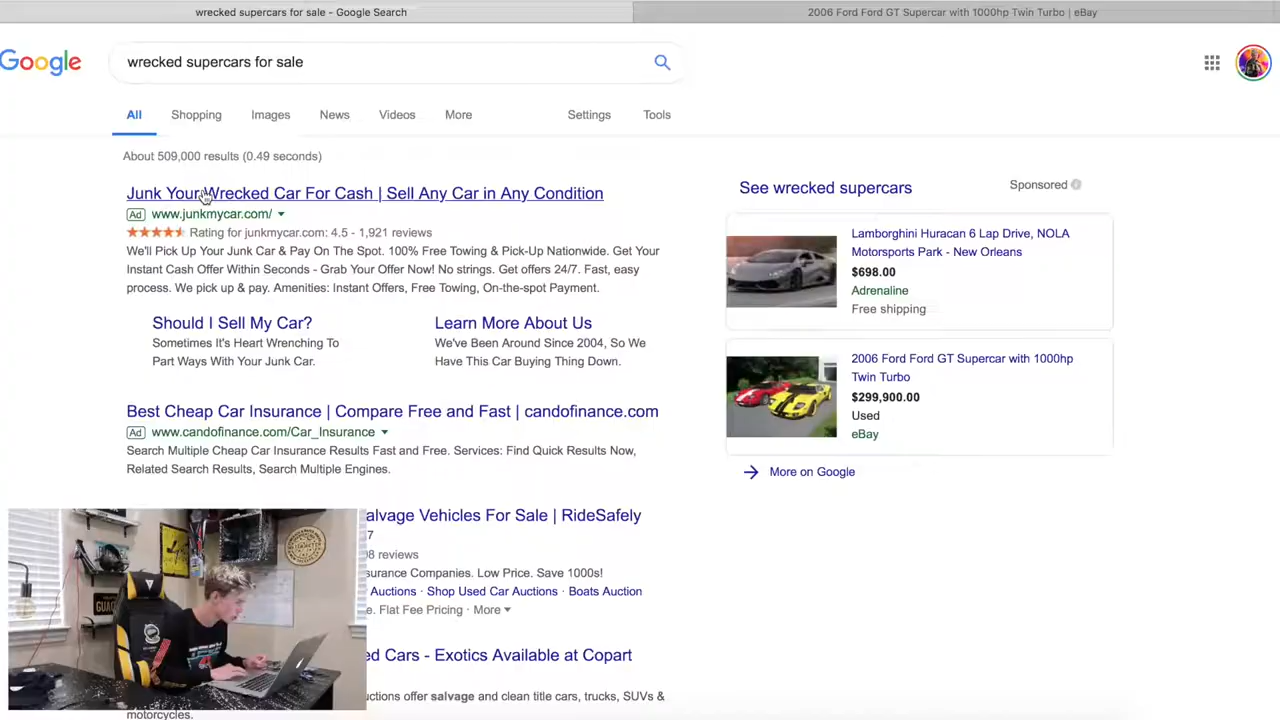 wrecked supercars for sale - Google Search
2006 Ford Ford GT Supercar with 1000hp Twin Turbo | eBay
Google
wrecked supercars for sale
All Shopping Images News Videos More Settings Tools
About 509,000 results (0.49 seconds)
Junk Your Wrecked Car For Cash | Sell Any Car in Any Condition
Ad www.junkmycar.com/
Rating for junkmycar.com: 4.5 - 1,921 reviews
We'll Pick Up Your Junk Car & Pay On The Spot. 100% Free Towing & Pick-Up Nationwide. Get Your
Instant Cash Offer Within Seconds - Grab Your Offer Now! No strings. Get offers 24/7. Fast, easy
process. We pick up & pay. Amenities: Instant Offers, Free Towing, On-the-spot Payment.
Should I Sell My Car?
Sometimes It's Heart Wrenching To
Part Ways With Your Junk Car.
Learn More About Us
We've Been Around Since 2004, So We
Have This Car Buying Thing Down.
Best Cheap Car Insurance | Compare Free and Fast | candofinance.com
Ad www.candofinance.com/Car_Insurance
Search Multiple Cheap Car Insurance Results Fast and Free. Services: Find Quick Results Now,
Related Search Results, Search Multiple Engines.
alvage Vehicles For Sale | RideSafely
7
98 reviews
surance Companies. Low Price. Save 1000s!
Auctions · Shop Used Car Auctions · Boats Auction
e. Flat Fee Pricing · More
ed Cars - Exotics Available at Copart
uctions offer salvage and clean title cars, trucks, SUVs &
motorcycles.
See wrecked supercars
Sponsored
Lamborghini Huracan 6 Lap Drive, NOLA
Motorsports Park - New Orleans
$698.00
Adrenaline
Free shipping
2006 Ford Ford GT Supercar with 1000hp
Twin Turbo
$299,900.00
Used
eBay
More on Google